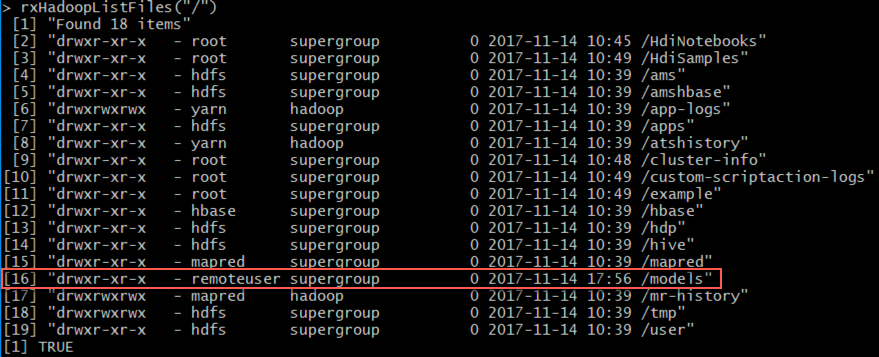 > rxHadoopListFiles("/")
[1] "Found 18 items"
[2] "drwxr-xr-x   - root       supergroup          0 2017-11-14 10:45 /HdiNotebooks"
[3] "drwxr-xr-x   - root       supergroup          0 2017-11-14 10:49 /HdiSamples"
[4] "drwxr-xr-x   - hdfs       supergroup          0 2017-11-14 10:39 /ams"
[5] "drwxr-xr-x   - hdfs       supergroup          0 2017-11-14 10:39 /amshbase"
[6] "drwxrwxrwx   - yarn       hadoop              0 2017-11-14 10:39 /app-logs"
[7] "drwxr-xr-x   - hdfs       supergroup          0 2017-11-14 10:39 /apps"
[8] "drwxr-xr-x   - yarn       hadoop              0 2017-11-14 10:39 /atshistory"
[9] "drwxr-xr-x   - root       supergroup          0 2017-11-14 10:48 /cluster-info"
[10] "drwxr-xr-x   - root       supergroup          0 2017-11-14 10:49 /custom-scriptaction-logs"
[11] "drwxr-xr-x   - root       supergroup          0 2017-11-14 10:49 /example"
[12] "drwxr-xr-x   - hbase      supergroup          0 2017-11-14 10:39 /hbase"
[13] "drwxr-xr-x   - hdfs       supergroup          0 2017-11-14 10:39 /hdp"
[14] "drwxr-xr-x   - hdfs       supergroup          0 2017-11-14 10:39 /hive"
[15] "drwxr-xr-x   - mapred     supergroup          0 2017-11-14 10:39 /mapred"
[16] "drwxr-xr-x   - remoteuser supergroup          0 2017-11-14 17:56 /models"
[17] "drwxrwxrwx   - mapred     hadoop              0 2017-11-14 10:39 /mr-history"
[18] "drwxrwxrwx   - hdfs       supergroup          0 2017-11-14 10:39 /tmp"
[19] "drwxr-xr-x   - hdfs       supergroup          0 2017-11-14 10:39 /user"
[1] TRUE